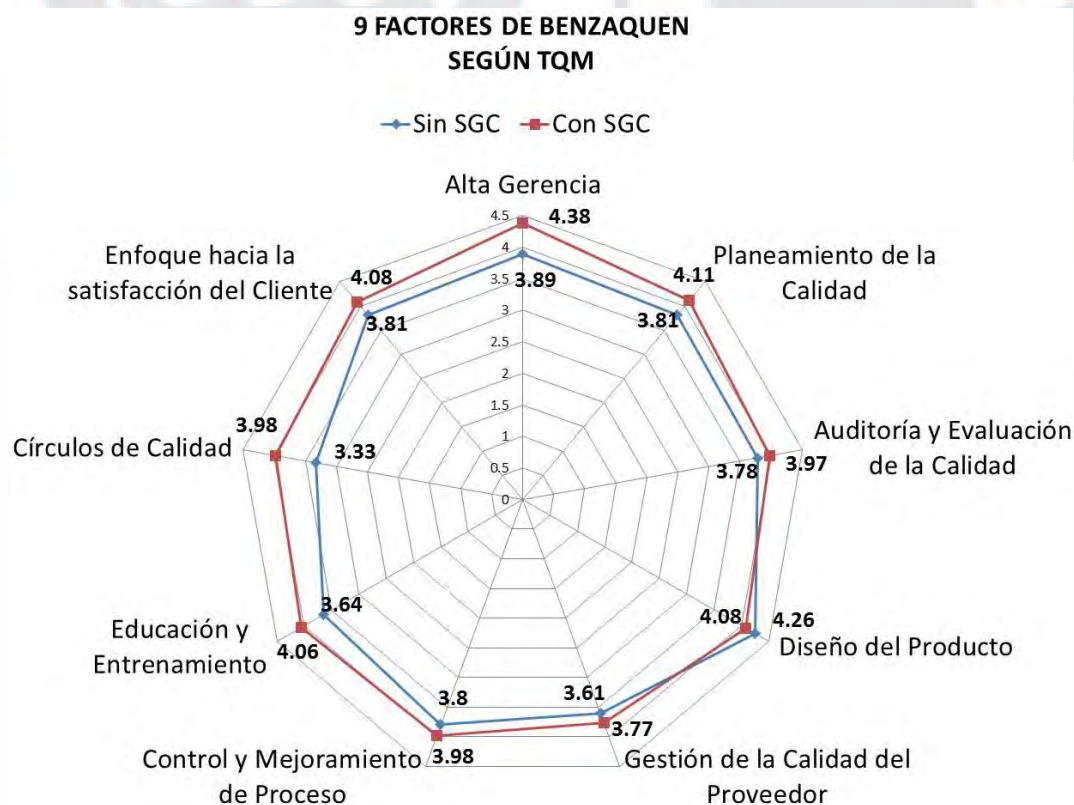 9 FACTORES DE BENZAQUEN
SEGÚN TQM
Sin SGC
Con SGC
Alta Gerencia
4.5
4.38
4
3.89
3.5
3
2.5
2
1.5
1
0.5
0
Planeamiento de la
Calidad
4.11
3.81
Auditoría y Evaluación
de la Calidad
3.78
3.97
4.08
4.26
Diseño del Producto
3.61
3.77
Gestión de la Calidad del
Proveedor
3.8
3.98
Control y Mejoramiento
de Proceso
3.64
4.06
Educación y
Entrenamiento
3.98
3.33
Círculos de Calidad
Enfoque hacia la
satisfacción del Cliente
4.08
3.81